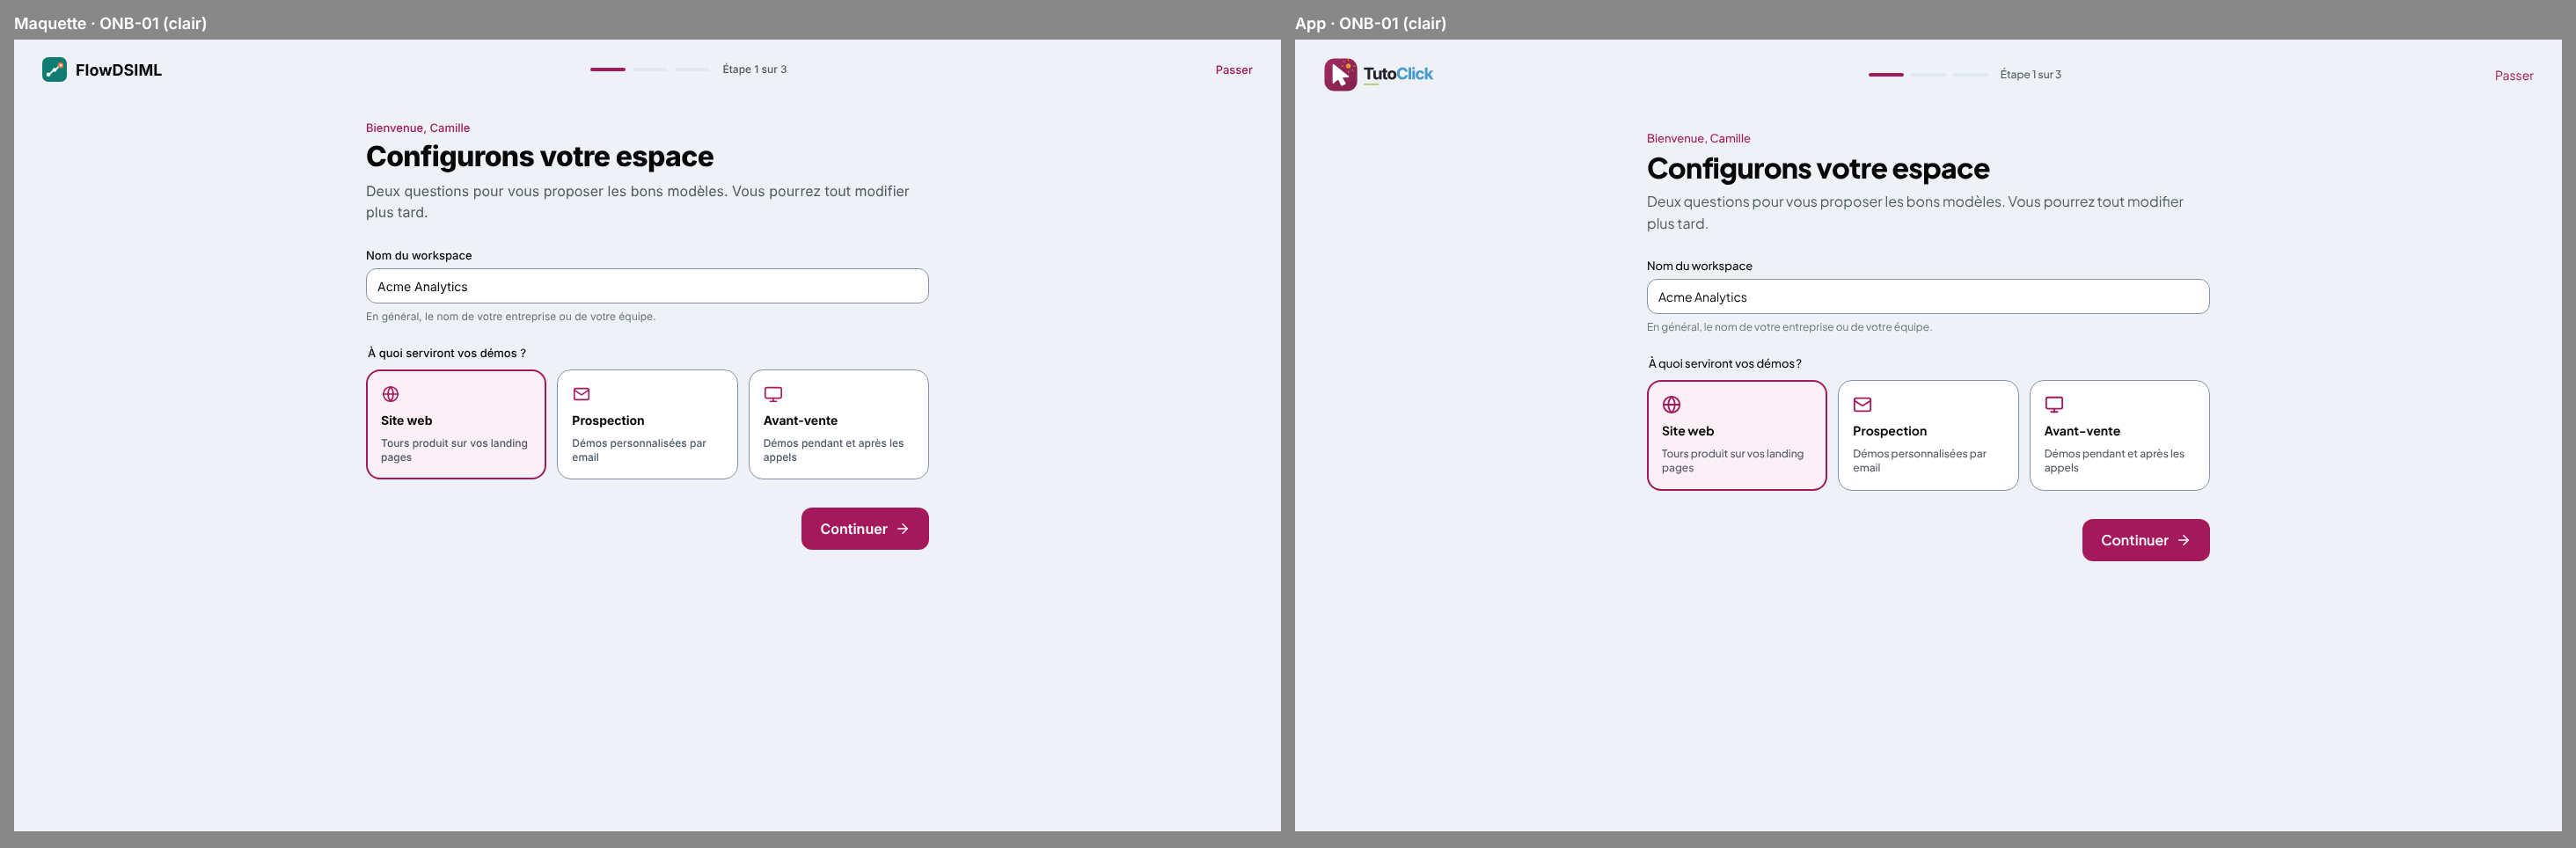 Maquette · ONB-01 (clair)
FlowDSIML
Étape 1 sur 3
Passer
Bienvenue, Camille
Configurons votre espace
Deux questions pour vous proposer les bons modèles. Vous pourrez tout modifier
plus tard.
Nom du workspace
Acme Analytics
En général, le nom de votre entreprise ou de votre équipe.
À quoi serviront vos démos ?
Site web
Tours produit sur vos landing
pages
Prospection
Démos personnalisées par
email
Avant-vente
Démos pendant et après les
appels
Continuer
App · ONB-01 (clair)
TutoClick
Étape 1 sur 3
Passer
Bienvenue, Camille
Configurons votre espace
Deux questions pour vous proposer les bons modèles. Vous pourrez tout modifier
plus tard.
Nom du workspace
Acme Analytics
En général, le nom de votre entreprise ou de votre équipe.
À quoi serviront vos démos ?
Site web
Tours produit sur vos landing
pages
Prospection
Démos personnalisées par
email
Avant-vente
Démos pendant et après les
appels
Continuer